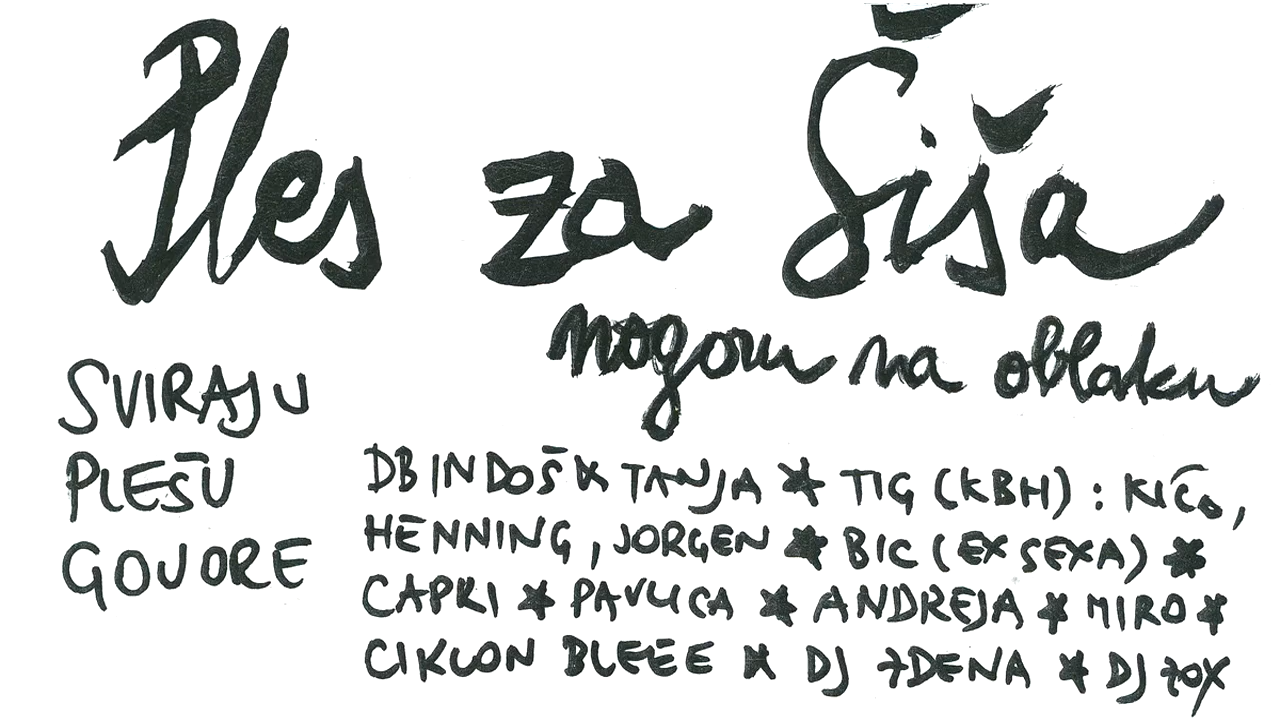 Ples za Šiša
nogom na oblaku
SVIRAJU
PLEŠU
GOVORE
DB INDOŠ * TANJA * TIG (KBH) : KIĆO,
HENNING, JORGEN * BIC (EX SEXA) *
CAPRI * PAVLICA * ANDREJA * MIRO *
CIKLON BLEEE * DJ ZDENA * DJ ZOX